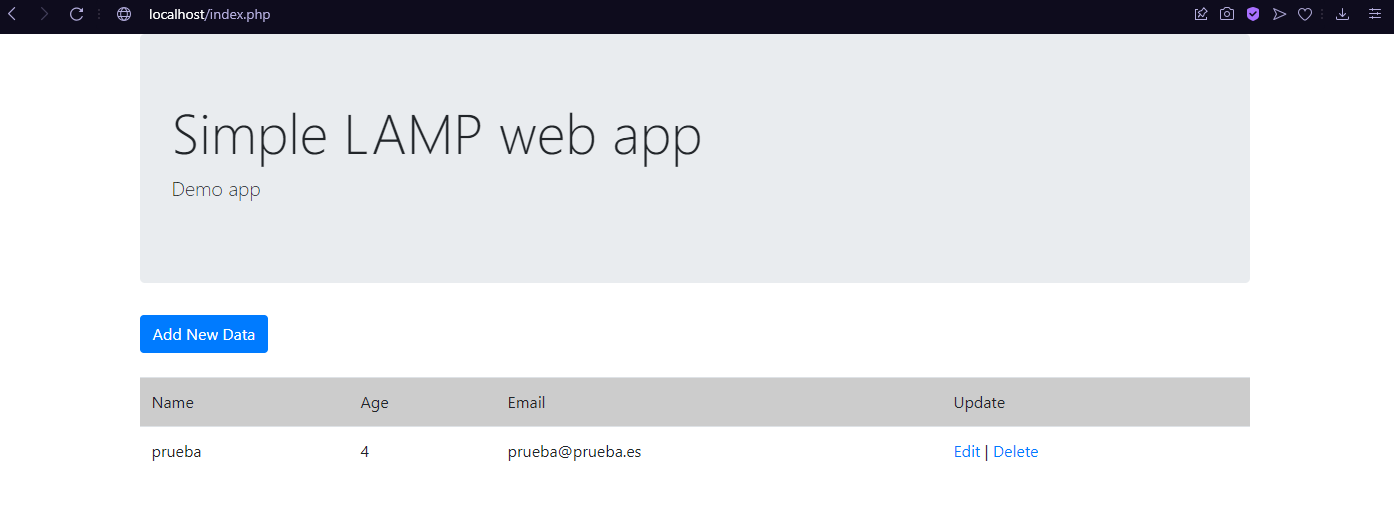 localhost/index.php
Simple LAMP web app
Demo app
Add New Data
Name Age Email Update
prueba 4 prueba@prueba.es Edit | Delete